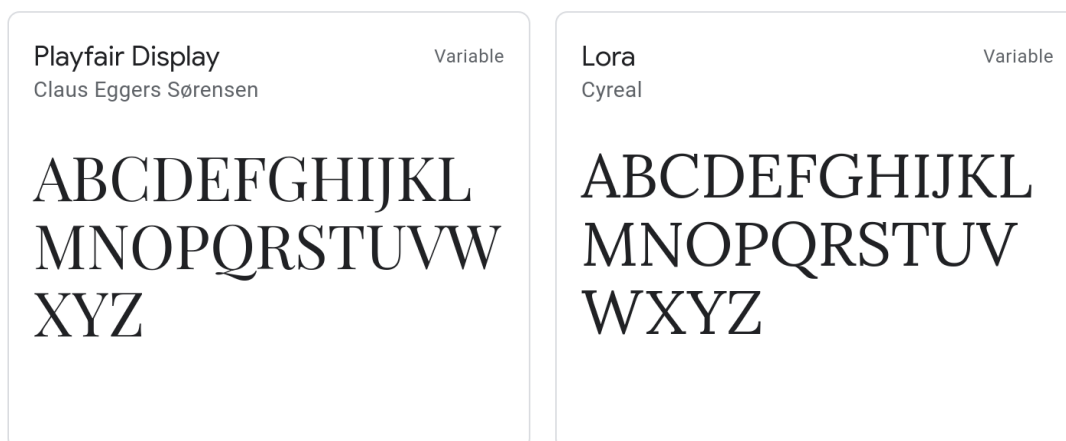 Playfair Display
Variable
Claus Eggers Sørensen
ABCDEFGHIJKL
MNOPQRSTUVW
XYZ
Lora
Variable
Cyreal
ABCDEFGHIJKL
MNOPQRSTUV
WXYZ